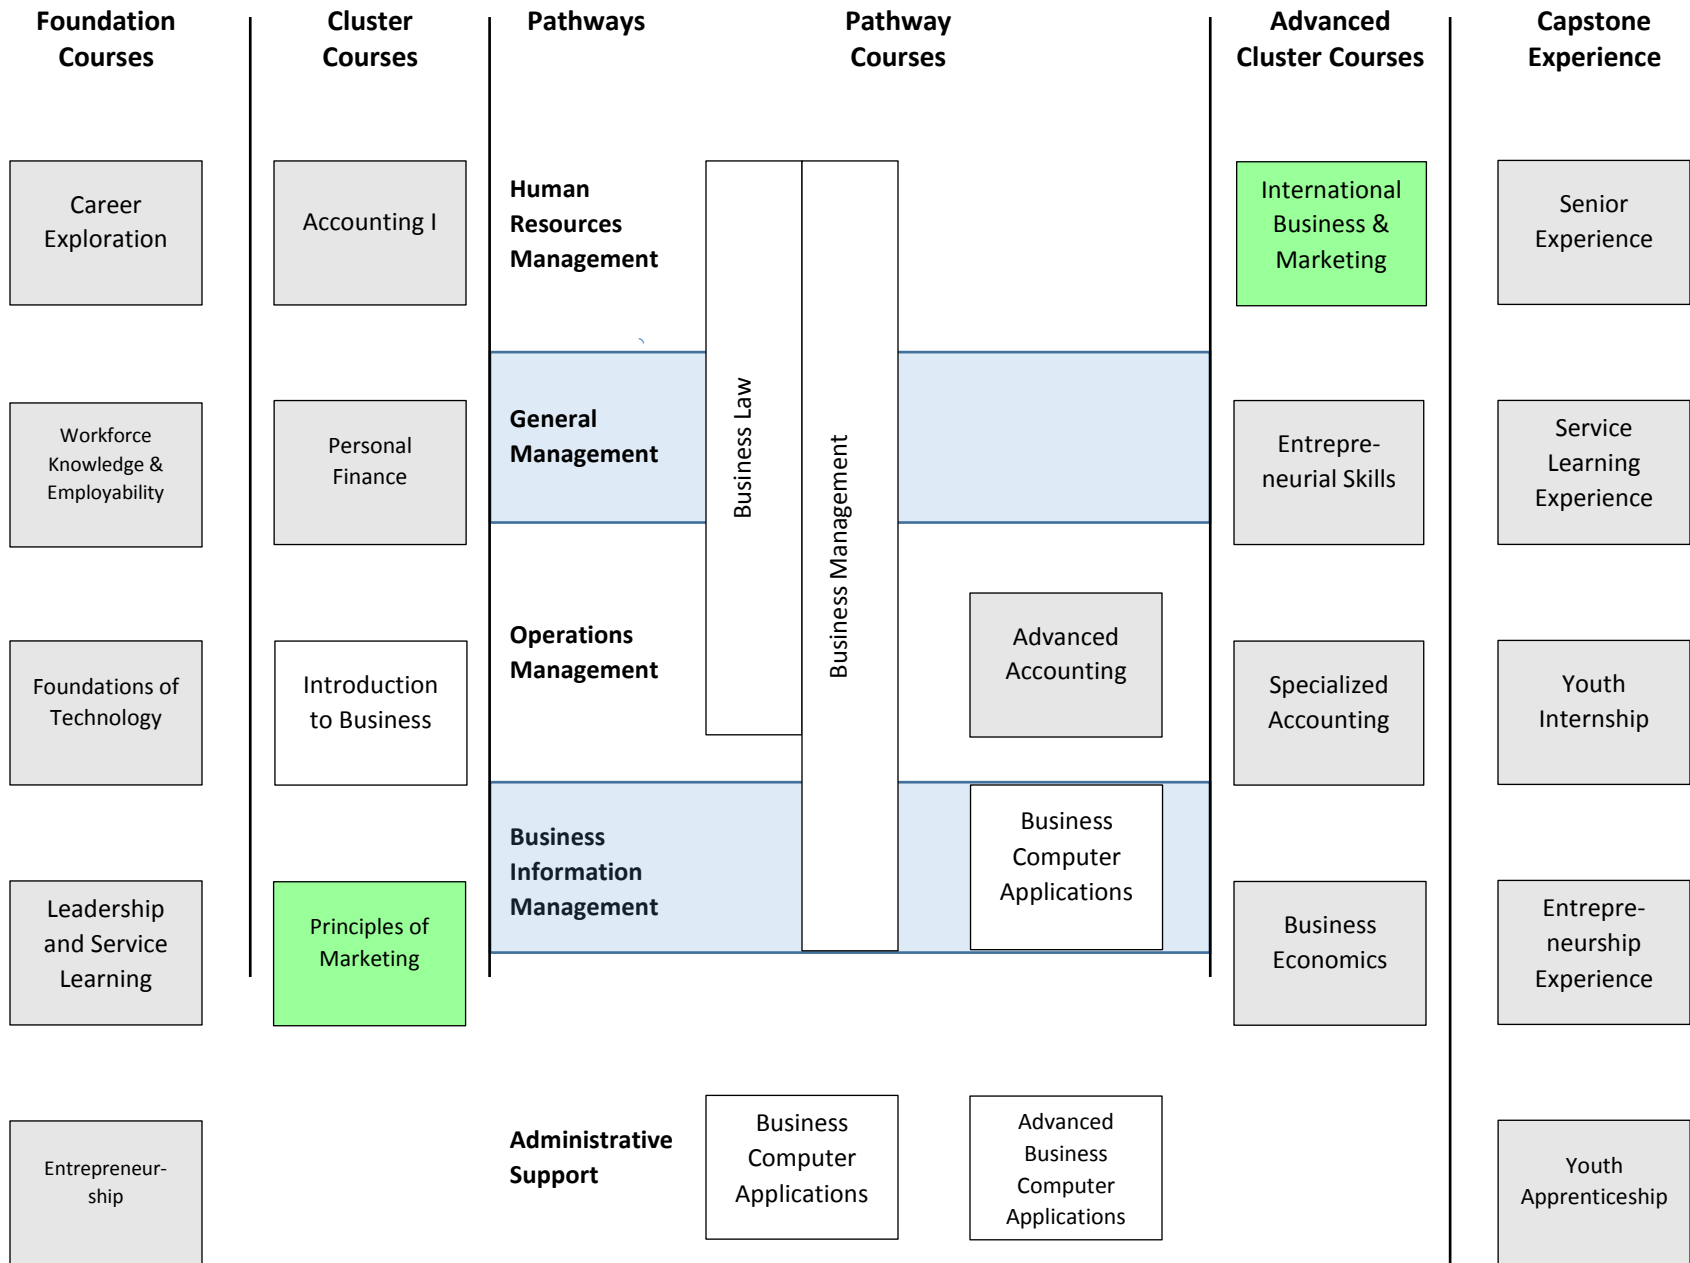 Foundation
Courses
Cluster
Courses
Pathways
Pathway
Courses
Advanced
Cluster Courses
Capstone
Experience
Career
Exploration
Accounting I
Human
Resources
Management
Business Law
Business Management
International
Business &
Marketing
Senior
Experience
Workforce
Knowledge &
Employability
Personal
Finance
General
Management
Entrepre-
neurial Skills
Service
Learning
Experience
Foundations of
Technology
Introduction
to Business
Operations
Management
Advanced
Accounting
Specialized
Accounting
Youth
Internship
Leadership
and Service
Learning
Principles of
Marketing
Business
Information
Management
Business
Computer
Applications
Business
Economics
Entrepre-
neurship
Experience
Entrepreneur-
ship
Administrative
Support
Business
Computer
Applications
Advanced
Business
Computer
Applications
Youth
Apprenticeship